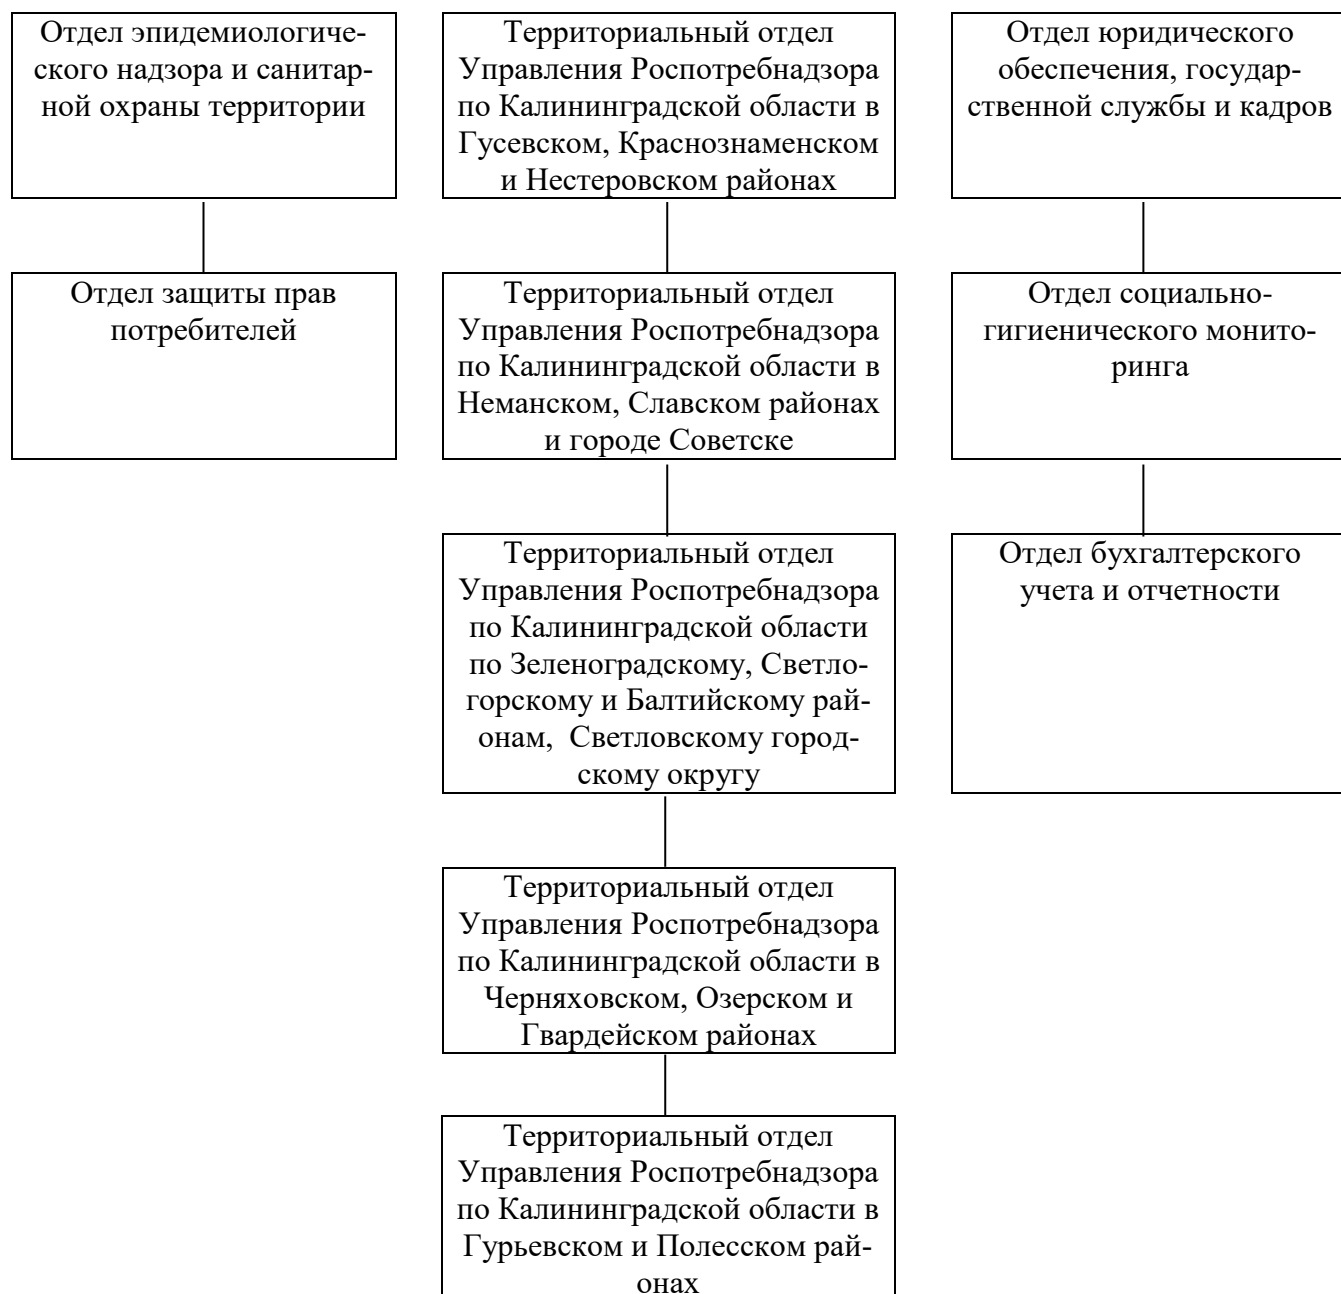 Отдел эпидемиологиче-
ского надзора и санитар-
ной охраны территории
Территориальный отдел
Управления Роспотребнадзора
по Калининградской области в
Гусевском, Краснознаменском
и Нестеровском районах
Отдел юридического
обеспечения, государ-
ственной службы и кадров
Отдел защиты прав
потребителей
Территориальный отдел
Управления Роспотребнадзора
по Калининградской области в
Неманском, Славском районах
и городе Советске
Отдел социально-
гигиенического монито-
ринга
Территориальный отдел
Управления Роспотребнадзора
по Калининградской области
по Зеленоградскому, Светло-
горскому и Балтийскому рай-
онам,  Светловскому город-
скому округу
Отдел бухгалтерского
учета и отчетности
Территориальный отдел
Управления Роспотребнадзора
по Калининградской области в
Черняховском, Озерском и
Гвардейском районах
Территориальный отдел
Управления Роспотребнадзора
по Калининградской области в
Гурьевском и Полесском рай-
онах